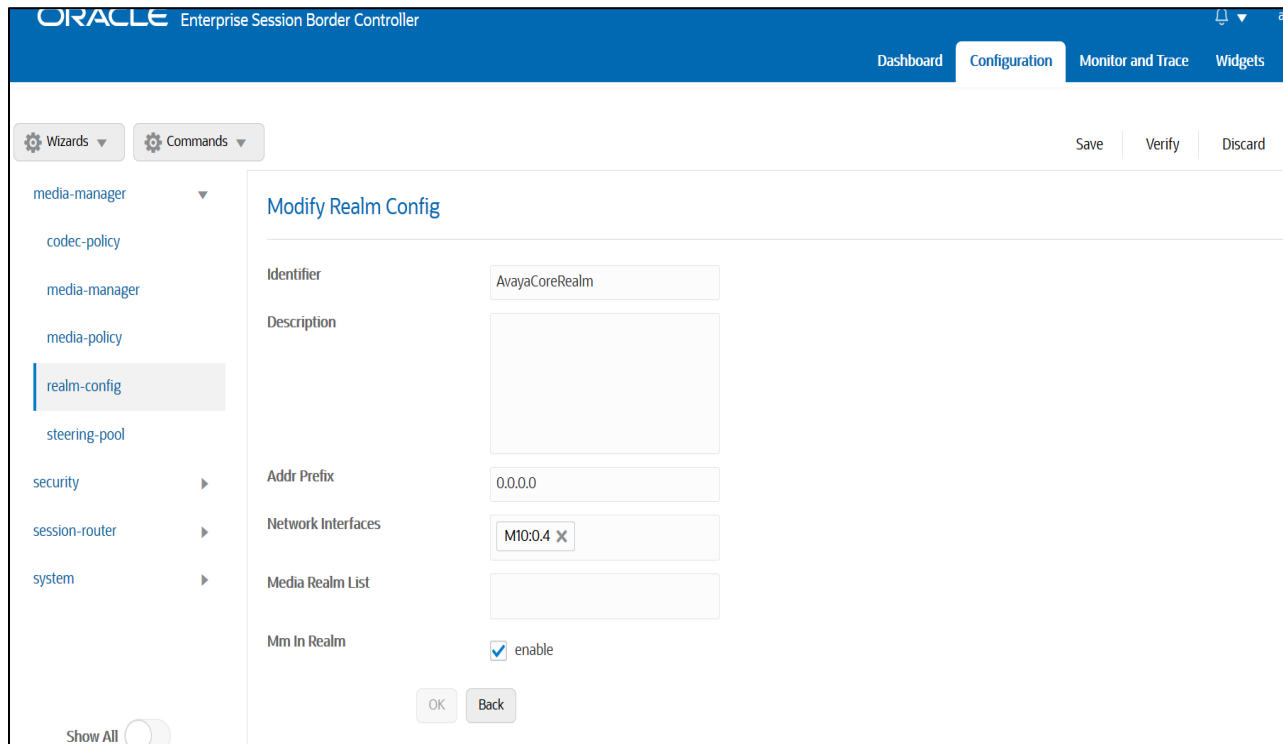 ORACLE Enterprise Session Border Controller
Dashboard Configuration Monitor and Trace Widgets
Wizards Commands Save Verify Discard
media-manager
codec-policy
media-manager
media-policy
realm-config
steering-pool
security
session-router
system
Show All
Modify Realm Config
Identifier AvayaCoreRealm
Description
Addr Prefix 0.0.0.0
Network Interfaces M10:0.4
Media Realm List
Mm In Realm enable
OK Back